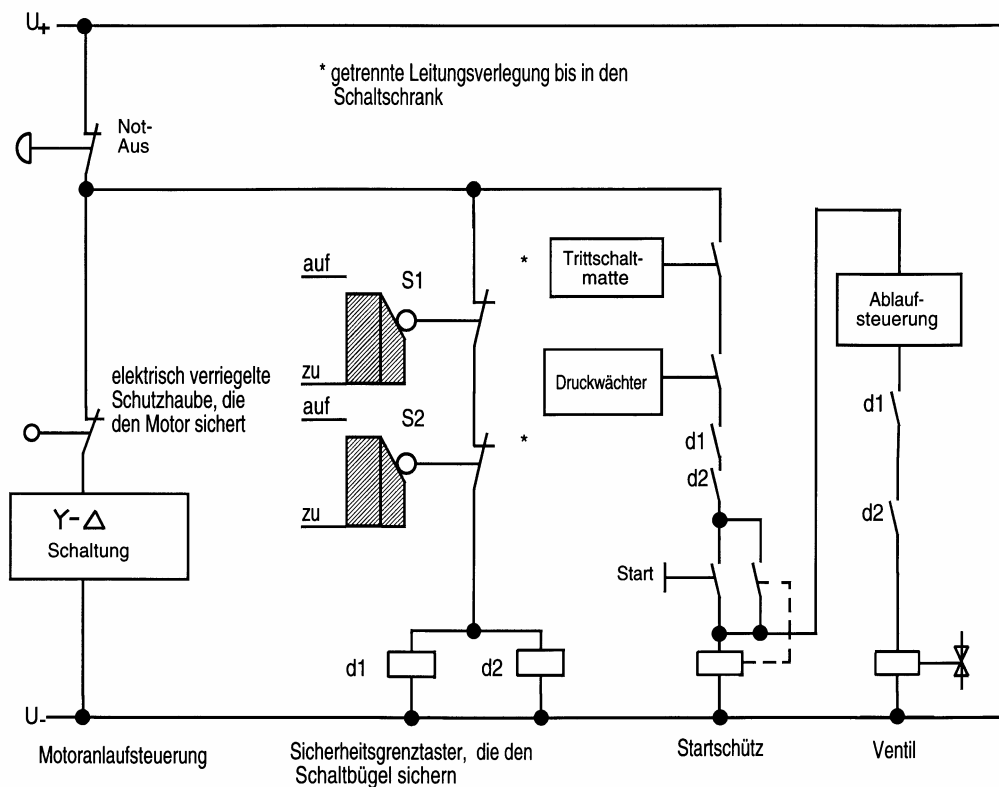 U+
* getrennte Leitungsverlegung bis in den
Schaltschrank
Not-
Aus
auf
S1
*
Trittschalt-
matte
Ablauf-
steuerung
zu
elektrisch verriegelte
Schutzhaube, die
den Motor sichert
Druckwächter
auf
S2
*
d1
d1
d2
zu
d2
Y-Δ
Schaltung
Start
d1
d2
U-
Motoranlaufsteuerung
Sicherheitsgrenztaster, die den
Schaltbügel sichern
Startschütz
Ventil